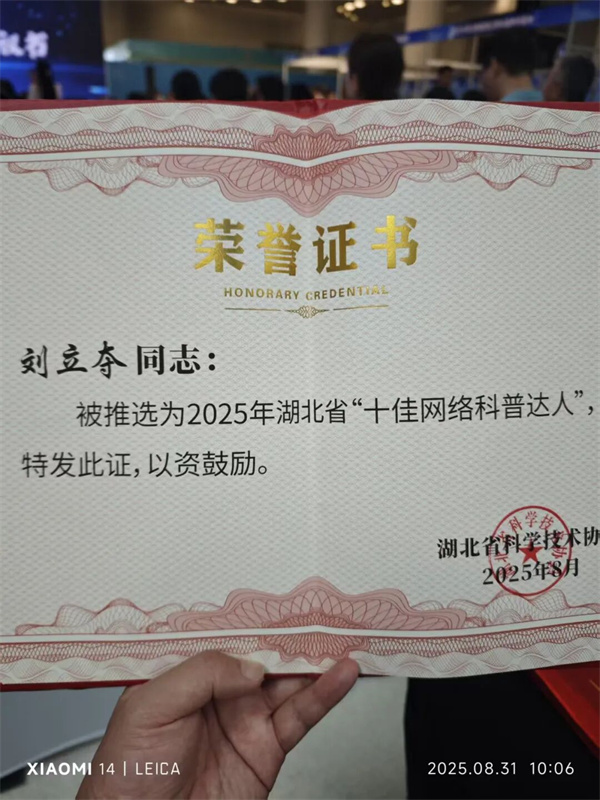 荣誉证书
HONORARY CREDENTIAL
刘立夺 同志：
被推选为2025年湖北省“十佳网络科普达人”，
特发此证，以资鼓励。
湖北省科学技术协
2025年8月
XIAOMI 14 | LEICA
2025.08.31 10:06